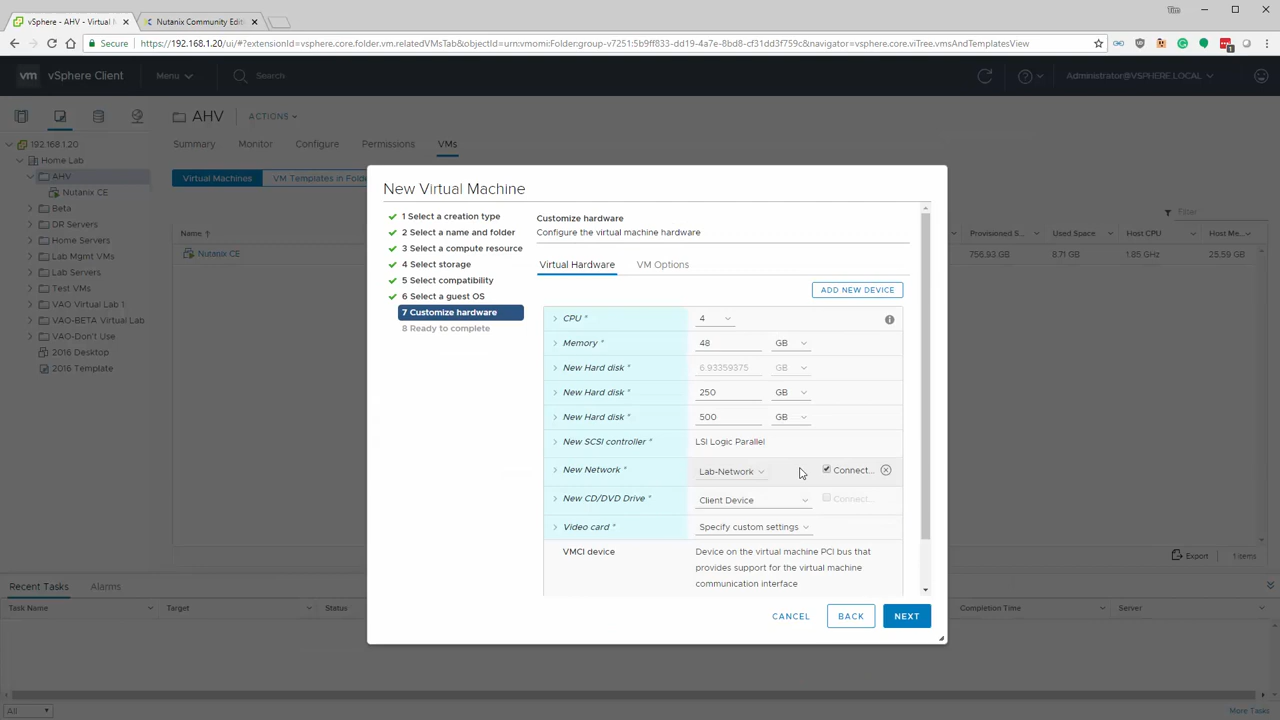 vSphere - AHV - Virtual M
Nutanix Community Editi
Secure
https://192.168.1.20/ui/#?extensionId=vsphere.core.folder.vm.relatedVMsTab&objectId=urn:vmomi:Folder:group-v7251:5b9ff833-dd19-4a7e-8bd8-cf31dd3f759c&navigator=vsphere.core.viTree.vmsAndTemplatesView
vm vSphere Client
Menu
Search
Administrator@VSPHERE.LOCAL
AHV
ACTIONS
192.168.1.20
Home Lab
AHV
Nutanix CE
Beta
DR Servers
Home Servers
Lab Mgmt VMs
Lab Servers
Test VMs
VAO Virtual Lab 1
VAO-BETA Virtual Lab
VAO-Don't Use
2016 Desktop
2016 Template
Summary
Monitor
Configure
Permissions
VMs
Virtual Machines
VM Templates in Folde
Filter
Name
Provisioned S...
Used Space
Host CPU
Host Me...
Nutanix CE
756.93 GB
8.71 GB
1.85 GHz
25.59 GB
New Virtual Machine
1 Select a creation type
2 Select a name and folder
3 Select a compute resource
4 Select storage
5 Select compatibility
6 Select a guest OS
7 Customize hardware
8 Ready to complete
Customize hardware
Configure the virtual machine hardware
Virtual Hardware
VM Options
ADD NEW DEVICE
CPU *
4
Memory *
48
GB
New Hard disk *
6.93359375
GB
New Hard disk *
250
GB
New Hard disk *
500
GB
New SCSI controller *
LSI Logic Parallel
New Network *
Lab-Network
Connect...
New CD/DVD Drive *
Client Device
Connect...
Video card *
Specify custom settings
VMCI device
Device on the virtual machine PCI bus that
provides support for the virtual machine
communication interface
CANCEL
BACK
NEXT
Export
1 items
Recent Tasks
Alarms
Task Name
Target
Status
Completion Time
Server
All
More Tasks